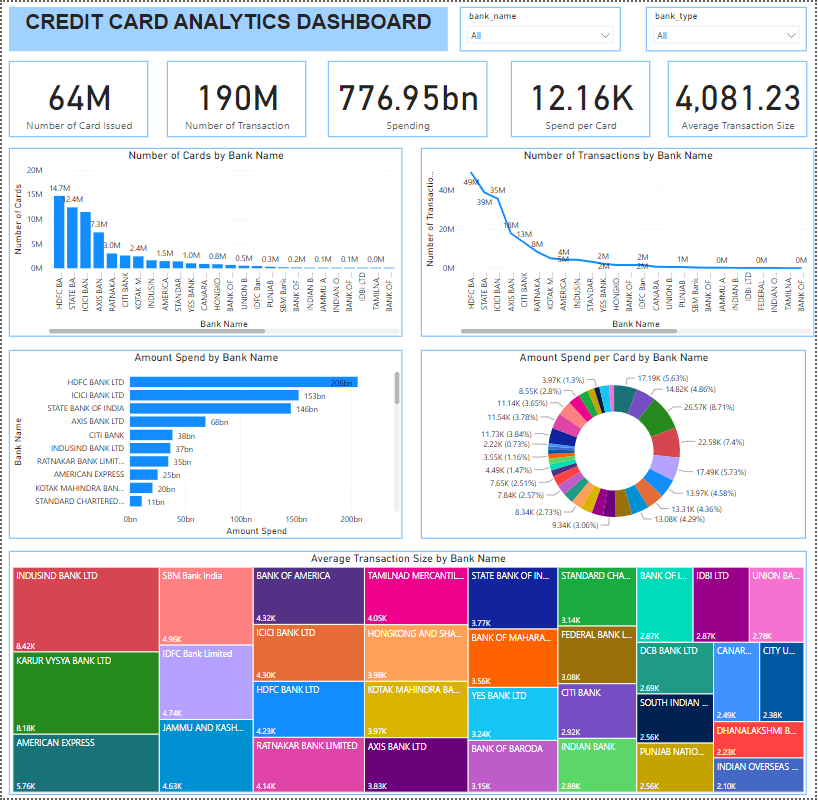 CREDIT CARD ANALYTICS DASHBOARD
bank_name
All
bank_type
All
64M
Number of Card Issued
190M
Number of Transaction
776.95bn
Spending
12.16K
Spend per Card
4,081.23
Average Transaction Size
Number of Cards by Bank Name
Number of Cards
20M
15M
10M
5M
0M
14.7M
2.4M
7.3M
3.0M
2.4M
1.5M
1.0M
0.8M
0.5M
0.3M
0.2M
0.1M
0.1M
0.0M
HDFC BA...
STATE BA...
ICICI BAN...
AXIS BAN...
RATNAKA...
CITI BANK
KOTAK M...
INDUSIN...
AMERICA...
STANDAR...
YES BANK...
CANARA...
HONGKO...
BANK OF ...
UNION B...
IDFC Ban...
PUNJAB ...
SBM Bank...
BANK OF ...
INDIAN B...
JAMMU A...
INDIAN O...
BANK OF ...
IDBI LTD
TAMILNA...
BANK OF ...
Bank Name
Number of Transactions by Bank Name
Number of Transactio...
40M
20M
0M
49M
39M
35M
18M
13M
8M
4M
5M
2M
2M
2M
2M
1M
0M
0M
0M
HDFC BA...
STATE BA...
ICICI BAN...
AXIS BAN...
CITI BANK
RATNAKA...
KOTAK M...
AMERICA...
INDUSIN...
STANDAR...
YES BANK...
HONGKO...
BANK OF ...
IDFC Ban...
CANARA ...
UNION B...
PUNJAB ...
SBM Bank...
BANK OF ...
JAMMU A...
INDIAN B...
IDBI LTD
FEDERAL ...
INDIAN O...
TAMILNA...
BANK OF ...
Bank Name
Amount Spend by Bank Name
Bank Name
HDFC BANK LTD
206bn
ICICI BANK LTD
153bn
STATE BANK OF INDIA
146bn
AXIS BANK LTD
68bn
CITI BANK
38bn
INDUSIND BANK LTD
37bn
RATNAKAR BANK LIMIT...
35bn
AMERICAN EXPRESS
25bn
KOTAK MAHINDRA BAN...
20bn
STANDARD CHARTERED...
11bn
0bn
50bn
100bn
150bn
200bn
Amount Spend
Amount Spend per Card by Bank Name
17.19K (5.63%)
14.82K (4.86%)
26.57K (8.71%)
22.59K (7.4%)
17.49K (5.73%)
13.97K (4.58%)
13.31K (4.36%)
13.08K (4.29%)
9.34K (3.06%)
8.34K (2.73%)
7.84K (2.57%)
7.65K (2.51%)
4.49K (1.47%)
3.55K (1.16%)
2.22K (0.73%)
11.73K (3.84%)
11.54K (3.78%)
11.14K (3.65%)
8.55K (2.8%)
3.97K (1.3%)
Average Transaction Size by Bank Name
INDUSIND BANK LTD
8.42K
KARUR VYSYA BANK LTD
8.18K
AMERICAN EXPRESS
5.76K
SBM Bank India
4.96K
IDFC Bank Limited
4.74K
JAMMU AND KASH...
4.63K
BANK OF AMERICA
4.32K
ICICI BANK LTD
4.30K
HDFC BANK LTD
4.23K
RATNAKAR BANK LIMITED
4.14K
TAMILNAD MERCANTIL...
4.05K
HONGKONG AND SHA...
3.98K
KOTAK MAHINDRA BA...
3.97K
AXIS BANK LTD
3.83K
STATE BANK OF IN...
3.77K
BANK OF MAHARA...
3.56K
YES BANK LTD
3.24K
BANK OF BARODA
3.15K
STANDARD CHA...
3.14K
FEDERAL BANK L...
3.08K
CITI BANK
2.92K
INDIAN BANK
2.88K
BANK OF I...
2.87K
IDBI LTD
2.87K
UNION BA...
2.78K
DCB BANK LTD
2.69K
SOUTH INDIAN ...
2.56K
PUNJAB NATIO...
2.56K
CANAR...
2.49K
CITY U...
2.38K
DHANALAKSHMI B...
2.23K
INDIAN OVERSEAS ...
2.10K